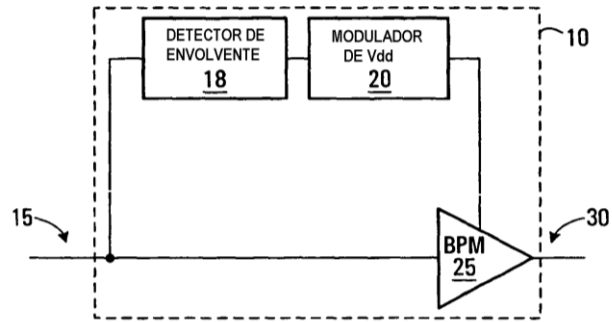 DETECTOR DE
ENVOLVENTE
18
MODULADOR
DE Vdd
20
10
15
30
BPM
25